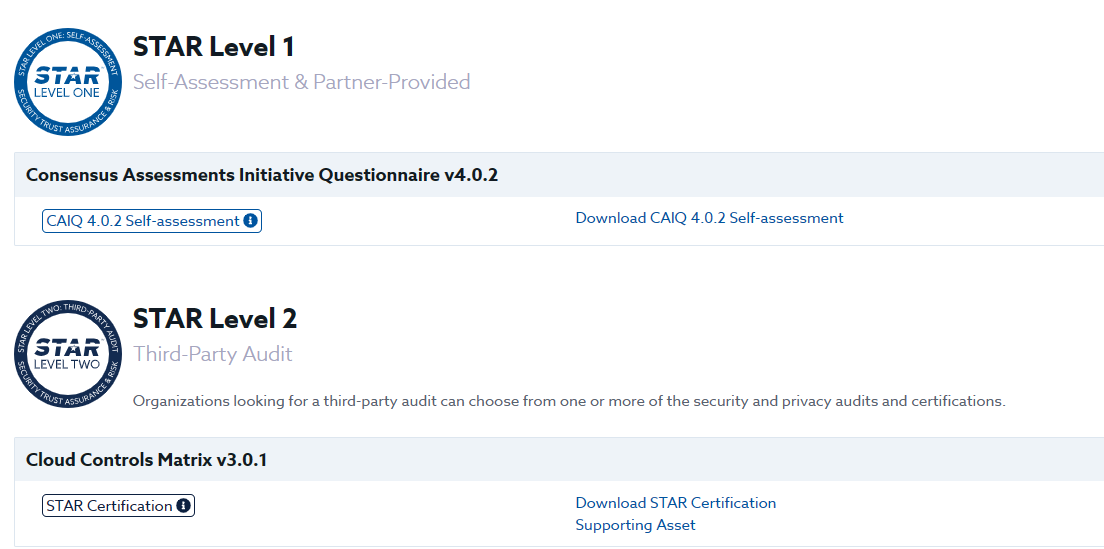 STAR LEVEL ONE: SELF-ASSESSMENT
STAR
LEVEL ONE
SECURITY TRUST ASSURANCE & RISK
STAR Level 1
Self-Assessment & Partner-Provided
Consensus Assessments Initiative Questionnaire v4.0.2
CAIQ 4.0.2 Self-assessment
Download CAIQ 4.0.2 Self-assessment
STAR LEVEL TWO: THIRD-PARTY AUDIT
STAR
LEVEL TWO
SECURITY TRUST ASSURANCE & RISK
STAR Level 2
Third-Party Audit
Organizations looking for a third-party audit can choose from one or more of the security and privacy audits and certifications.
Cloud Controls Matrix v3.0.1
STAR Certification
Download STAR Certification
Supporting Asset